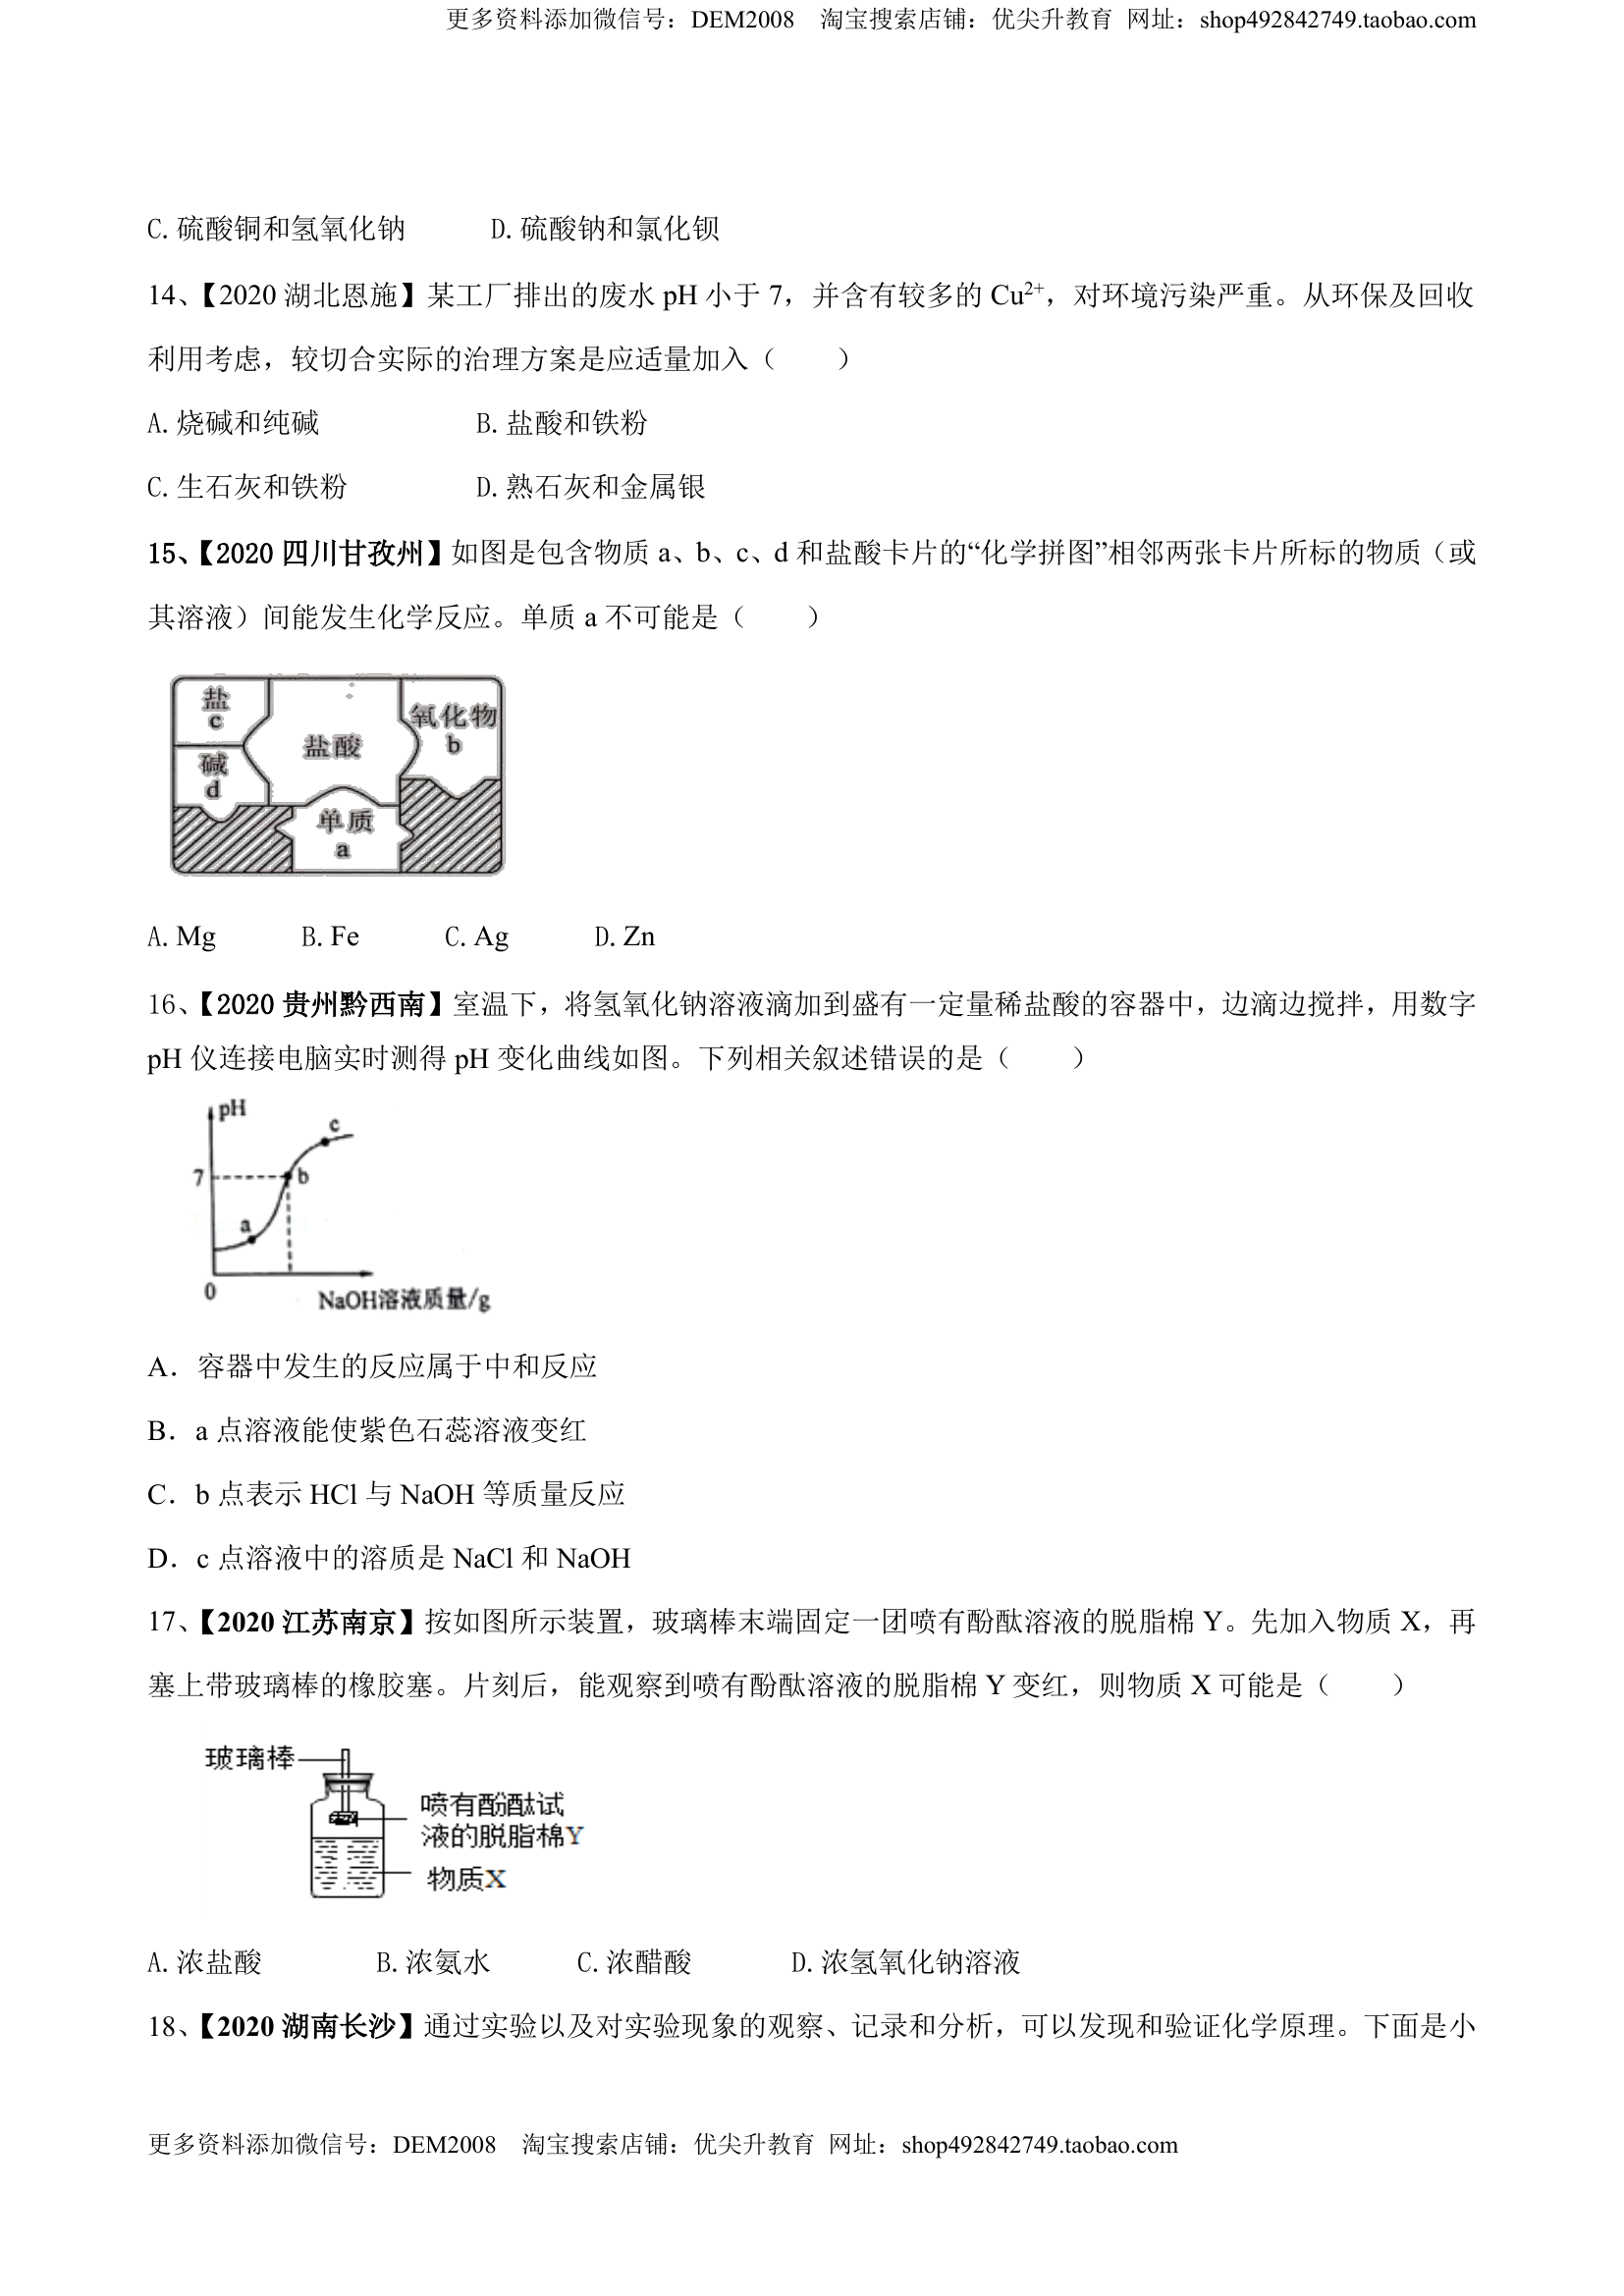 更多资料添加微信号：DEM2008 淘宝搜索店铺：优尖升教育 网址：shop492842749.taobao.com
C.硫酸铜和氢氧化钠 D.硫酸钠和氯化钡
14、【2020 湖北恩施】某工厂排出的废水 pH 小于 7，并含有较多的 Cu²⁺，对环境污染严重。从环保及回收
利用考虑，较切合实际的治理方案是应适量加入（ ）
A.烧碱和纯碱 B.盐酸和铁粉
C.生石灰和铁粉 D.熟石灰和金属银
15、【2020 四川甘孜州】如图是包含物质 a、b、c、d 和盐酸卡片的“化学拼图”相邻两张卡片所标的物质（或
其溶液）间能发生化学反应。单质 a 不可能是（ ）
盐
c
碱
d
盐酸
氧化物
b
单质
a
A.Mg B.Fe C.Ag D.Zn
16、【2020 贵州黔西南】室温下，将氢氧化钠溶液滴加到盛有一定量稀盐酸的容器中，边滴边搅拌，用数字
pH 仪连接电脑实时测得 pH 变化曲线如图。下列相关叙述错误的是（ ）
pH
c
7
b
a
0
NaOH溶液质量/g
A．容器中发生的反应属于中和反应
B．a 点溶液能使紫色石蕊溶液变红
C．b 点表示 HCl 与 NaOH 等质量反应
D．c 点溶液中的溶质是 NaCl 和 NaOH
17、【2020 江苏南京】按如图所示装置，玻璃棒末端固定一团喷有酚酞溶液的脱脂棉 Y。先加入物质 X，再
塞上带玻璃棒的橡胶塞。片刻后，能观察到喷有酚酞溶液的脱脂棉 Y 变红，则物质 X 可能是（ ）
玻璃棒
喷有酚酞试
液的脱脂棉Y
物质X
A.浓盐酸 B.浓氨水 C.浓醋酸 D.浓氢氧化钠溶液
18、【2020 湖南长沙】通过实验以及对实验现象的观察、记录和分析，可以发现和验证化学原理。下面是小
更多资料添加微信号：DEM2008 淘宝搜索店铺：优尖升教育 网址：shop492842749.taobao.com